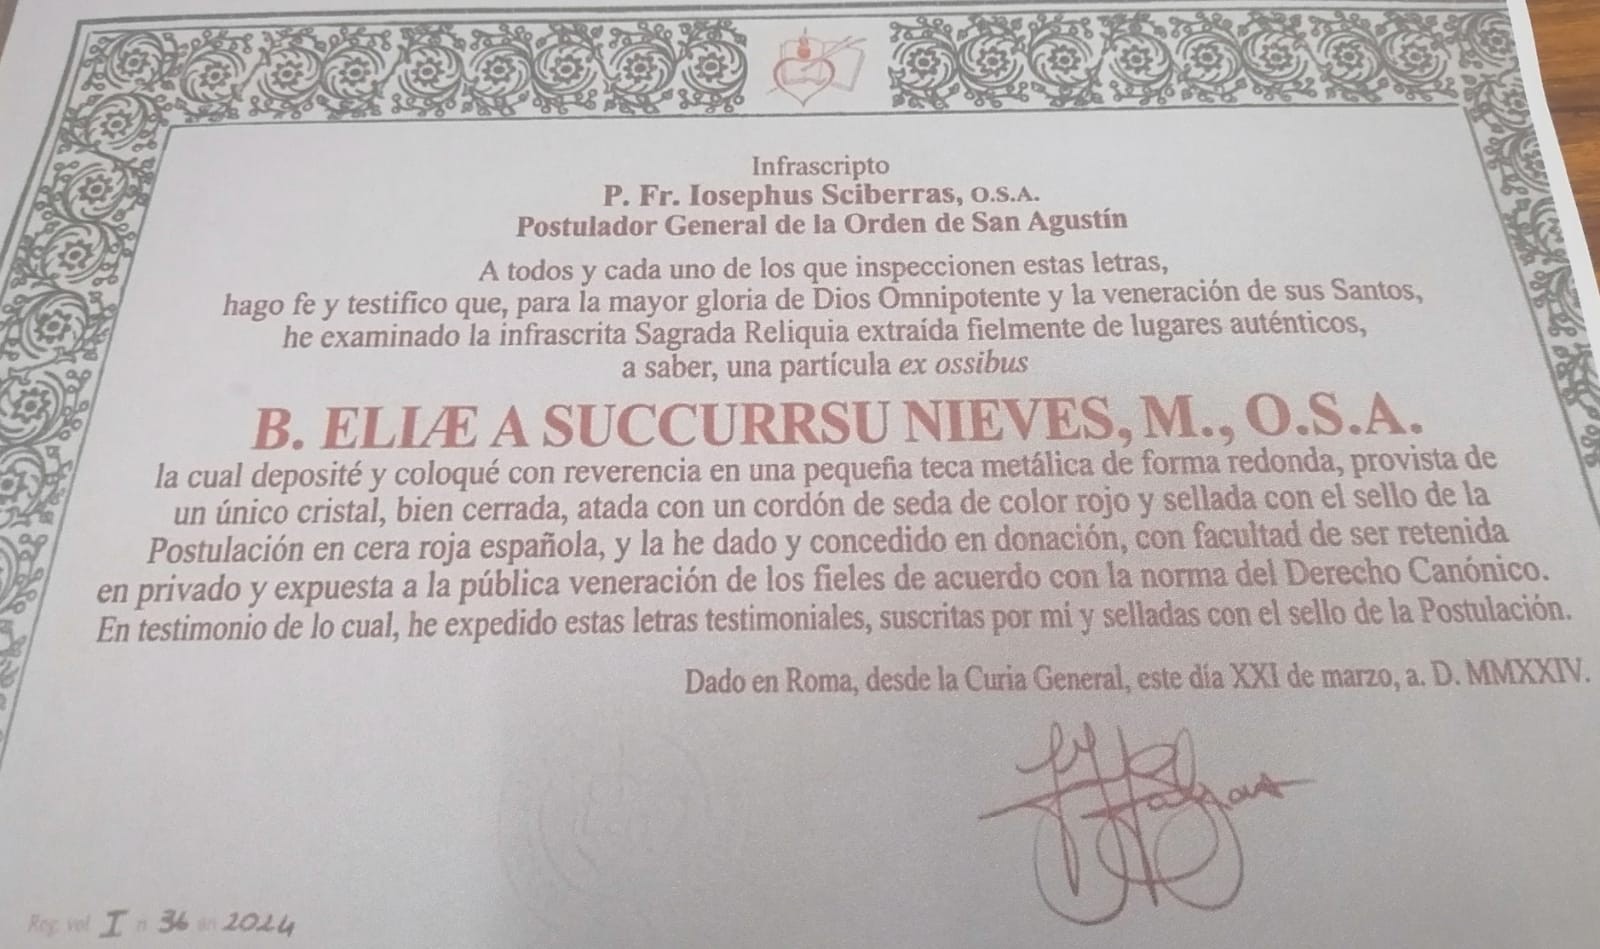 Infrascripto
P. Fr. Iosephus Sciberras, O.S.A.
Postulador General de la Orden de San Agustín
A todos y cada uno de los que inspeccionen estas letras,
hago fe y testifico que, para la mayor gloria de Dios Omnipotente y la veneración de sus Santos,
he examinado la infrascrita Sagrada Reliquia extraída fielmente de lugares auténticos,
a saber, una partícula ex ossibus
B. ELIÆ A SUCCURRSU NIEVES, M., O.S.A.
la cual deposité y coloqué con reverencia en una pequeña teca metálica de forma redonda, provista de
un único cristal, bien cerrada, atada con un cordón de seda de color rojo y sellada con el sello de la
Postulación en cera roja española, y la he dado y concedido en donación, con facultad de ser retenida
en privado y expuesta a la pública veneración de los fieles de acuerdo con la norma del Derecho Canónico.
En testimonio de lo cual, he expedido estas letras testimoniales, suscritas por mí y selladas con el sello de la Postulación.
Dado en Roma, desde la Curia General, este día XXI de marzo, a. D. MMXXIV.
Reg. vol I n 36 an 2024